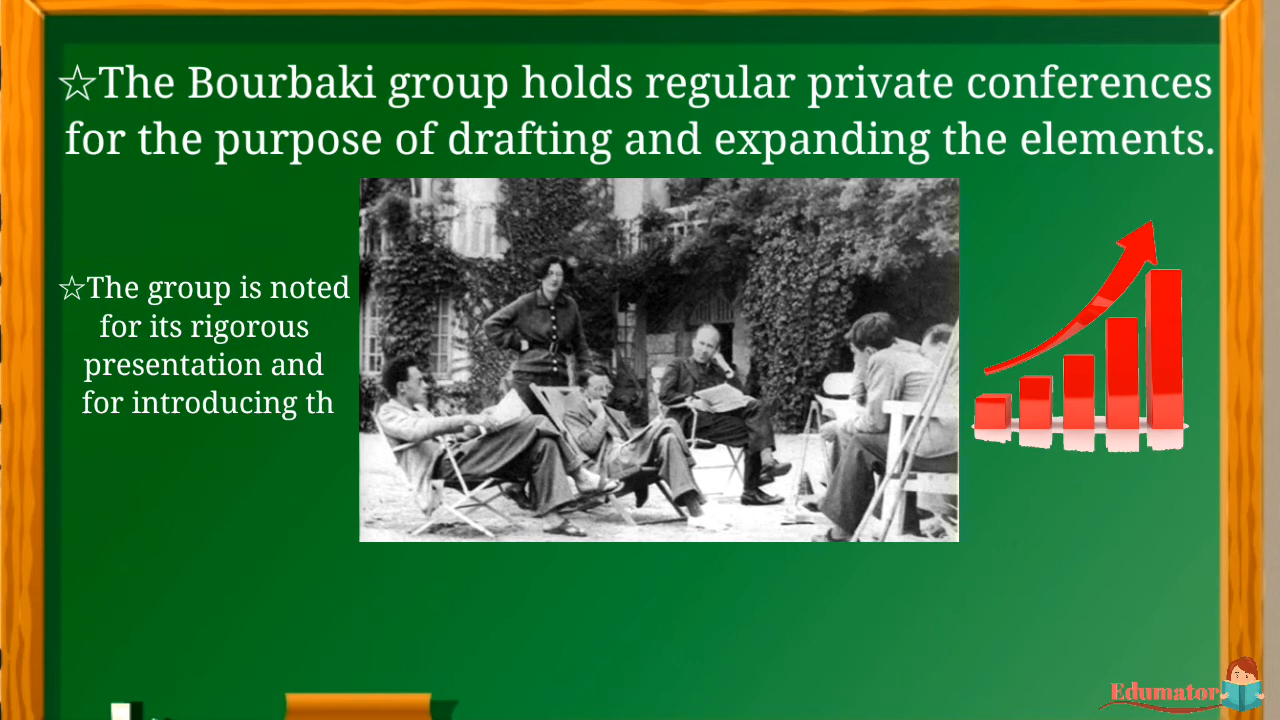 ☆The Bourbaki group holds regular private conferences
for the purpose of drafting and expanding the elements.
☆The group is noted
for its rigorous
presentation and
for introducing th
Edumator